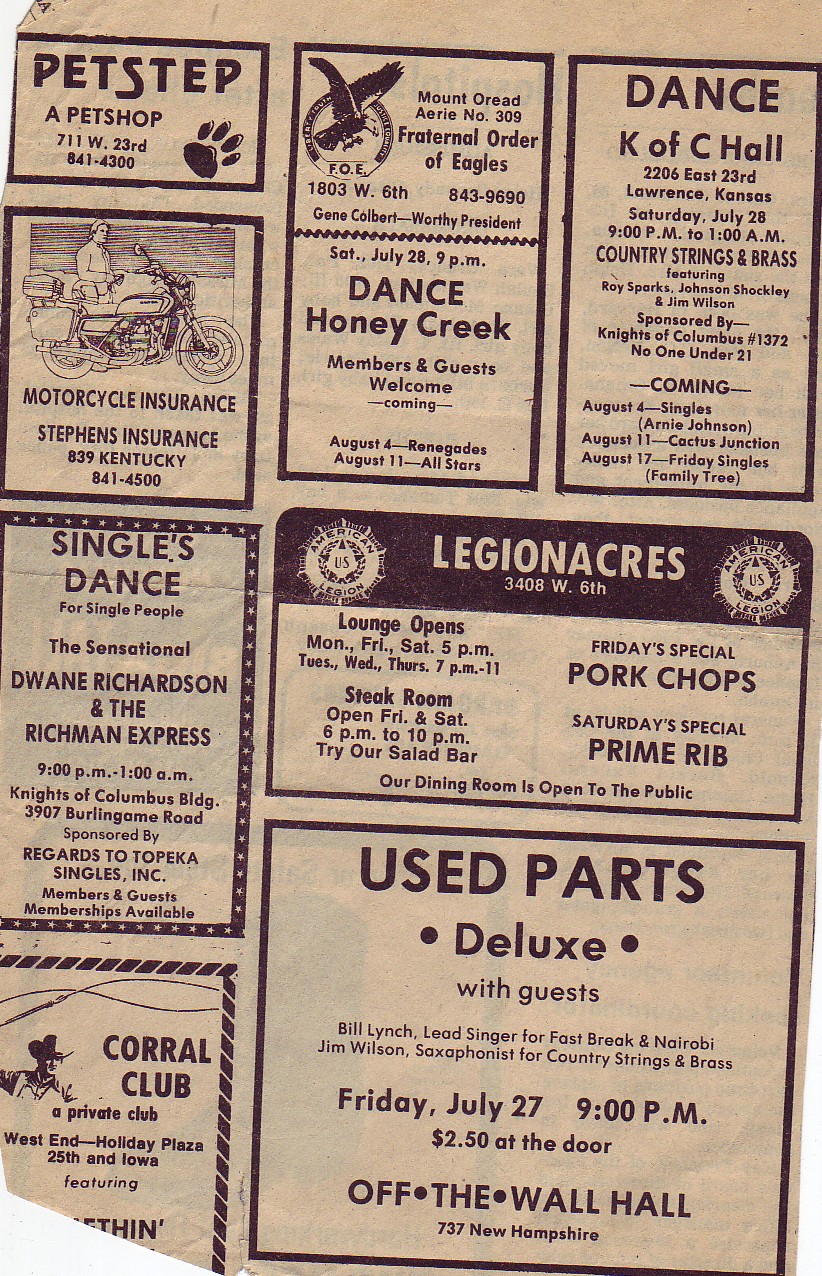 PETSTEP
A PETSHOP
711 W. 23rd
841-4300
MOTORCYCLE INSURANCE
STEPHENS INSURANCE
839 KENTUCKY
841-4500
SINGLE'S
DANCE
For Single People
The Sensational
DWANE RICHARDSON
& THE
RICHMAN EXPRESS
9:00 p.m.-1:00 a.m.
Knights of Columbus Bldg.
3907 Burlingame Road
Sponsored By
REGARDS TO TOPEKA
SINGLES, INC.
Members & Guests
Memberships Available
CORRAL
CLUB
a private club
West End—Holiday Plaza
25th and Iowa
featuring
ETHIN'
F.O.E.
Mount Oread
Aerie No. 309
Fraternal Order
of Eagles
1803 W. 6th 843-9690
Gene Colbert—Worthy President
Sat., July 28, 9 p.m.
DANCE
Honey Creek
Members & Guests
Welcome
—coming—
August 4—Renegades
August 11—All Stars
DANCE
K of C Hall
2206 East 23rd
Lawrence, Kansas
Saturday, July 28
9:00 P.M. to 1:00 A.M.
COUNTRY STRINGS & BRASS
featuring
Roy Sparks, Johnson Shockley
& Jim Wilson
Sponsored By—
Knights of Columbus #1372
No One Under 21
—COMING—
August 4—Singles
(Arnie Johnson)
August 11—Cactus Junction
August 17—Friday Singles
(Family Tree)
AMERICAN
US
LEGION
LEGIONACRES
3408 W. 6th
AMERICAN
US
LEGION
Lounge Opens
Mon., Fri., Sat. 5 p.m.
Tues., Wed., Thurs. 7 p.m.-11
Steak Room
Open Fri. & Sat.
6 p.m. to 10 p.m.
Try Our Salad Bar
FRIDAY'S SPECIAL
PORK CHOPS
SATURDAY'S SPECIAL
PRIME RIB
Our Dining Room Is Open To The Public
USED PARTS
• Deluxe •
with guests
Bill Lynch, Lead Singer for Fast Break & Nairobi
Jim Wilson, Saxaphonist for Country Strings & Brass
Friday, July 27 9:00 P.M.
$2.50 at the door
OFF•THE•WALL HALL
737 New Hampshire